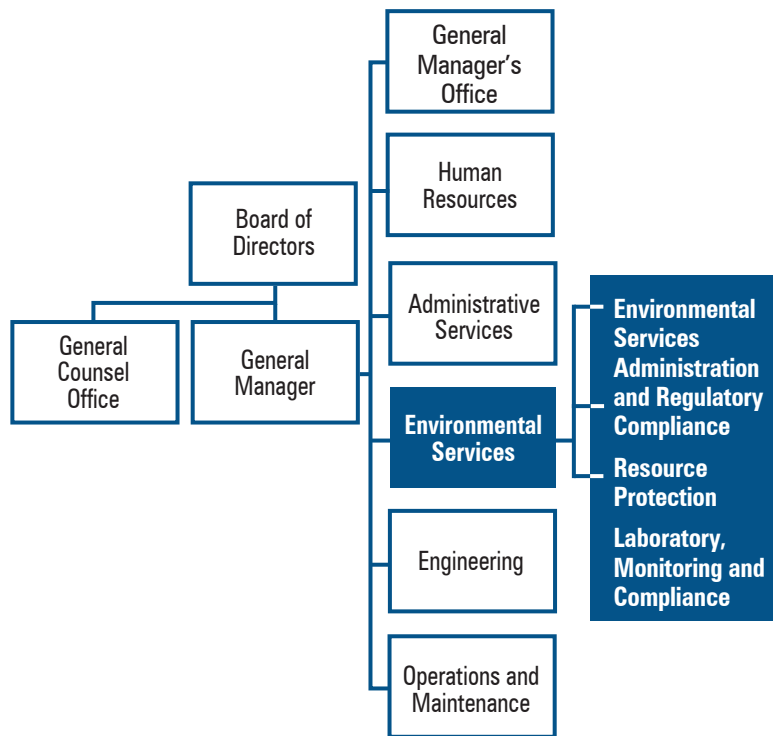 General
Manager's
Office
Human
Resources
Board of
Directors
Administrative
Services
General
Counsel
Office
General
Manager
Environmental
Services
Environmental
Services
Administration
and Regulatory
Compliance
Resource
Protection
Laboratory,
Monitoring and
Compliance
Engineering
Operations and
Maintenance